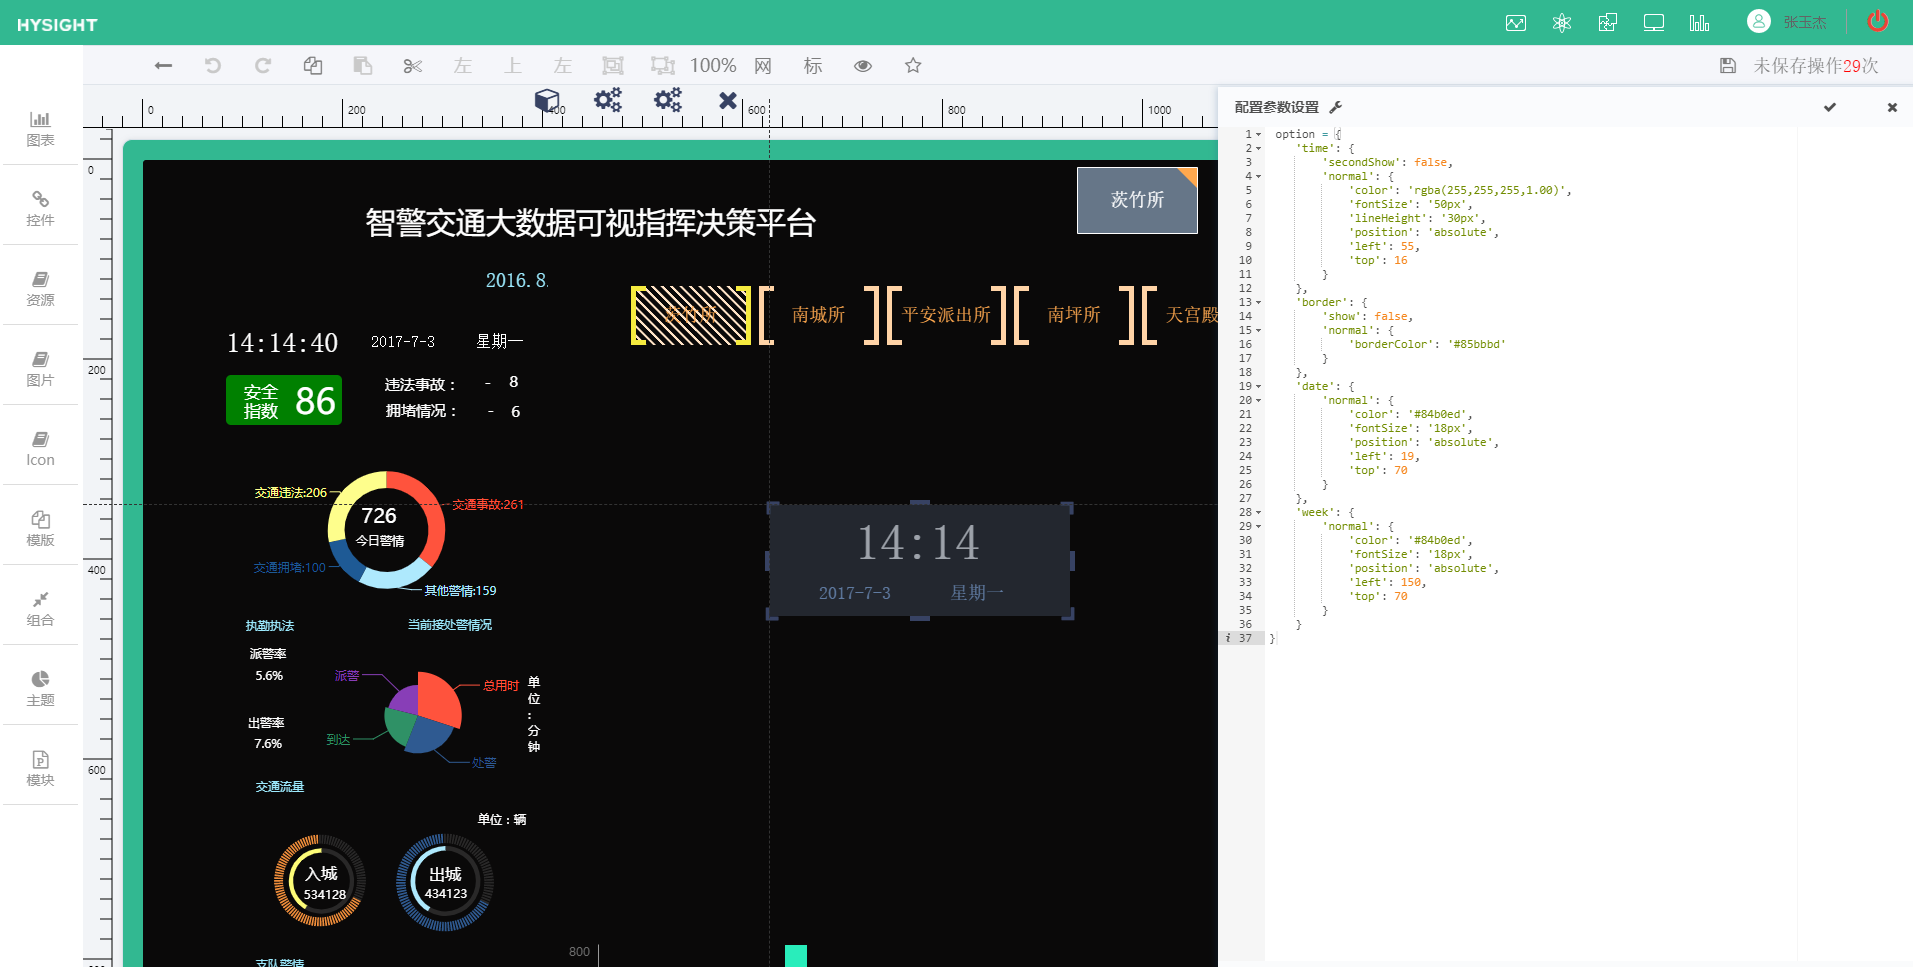 HYSIGHT
张玉杰
左 上 左 100% 网 标
未保存操作29次
0 200 400 600 800 1000
0
200
400
600
图表
控件
资源
图片
Icon
模版
组合
主题
模块
智警交通大数据可视指挥决策平台
茨竹所
2016.8.
茨竹所 南城所 平安派出所 南坪所 天宫殿
14:14:40 2017-7-3 星期一
安全指数 86
违法事故： - 8
拥堵情况： - 6
交通违法:206
交通事故:261
726
今日警情
交通拥堵:100
其他警情:159
14:14
2017-7-3 星期一
执勤执法
当前接处警情况
派警率
5.6%
出警率
7.6%
派警
总用时
到达
处警
单位:分钟
交通流量
单位：辆
入城
534128
出城
434123
支队警情
800
配置参数设置
1 option = {
2 'time': {
3 'secondShow': false,
4 'normal': {
5 'color': 'rgba(255,255,255,1.00)',
6 'fontSize': '50px',
7 'lineHeight': '30px',
8 'position': 'absolute',
9 'left': 55,
10 'top': 16
11 }
12 },
13 'border': {
14 'show': false,
15 'normal': {
16 'borderColor': '#85bbbd'
17 }
18 },
19 'date': {
20 'normal': {
21 'color': '#84b0ed',
22 'fontSize': '18px',
23 'position': 'absolute',
24 'left': 19,
25 'top': 70
26 }
27 },
28 'week': {
29 'normal': {
30 'color': '#84b0ed',
31 'fontSize': '18px',
32 'position': 'absolute',
33 'left': 150,
34 'top': 70
35 }
36 }
37 }